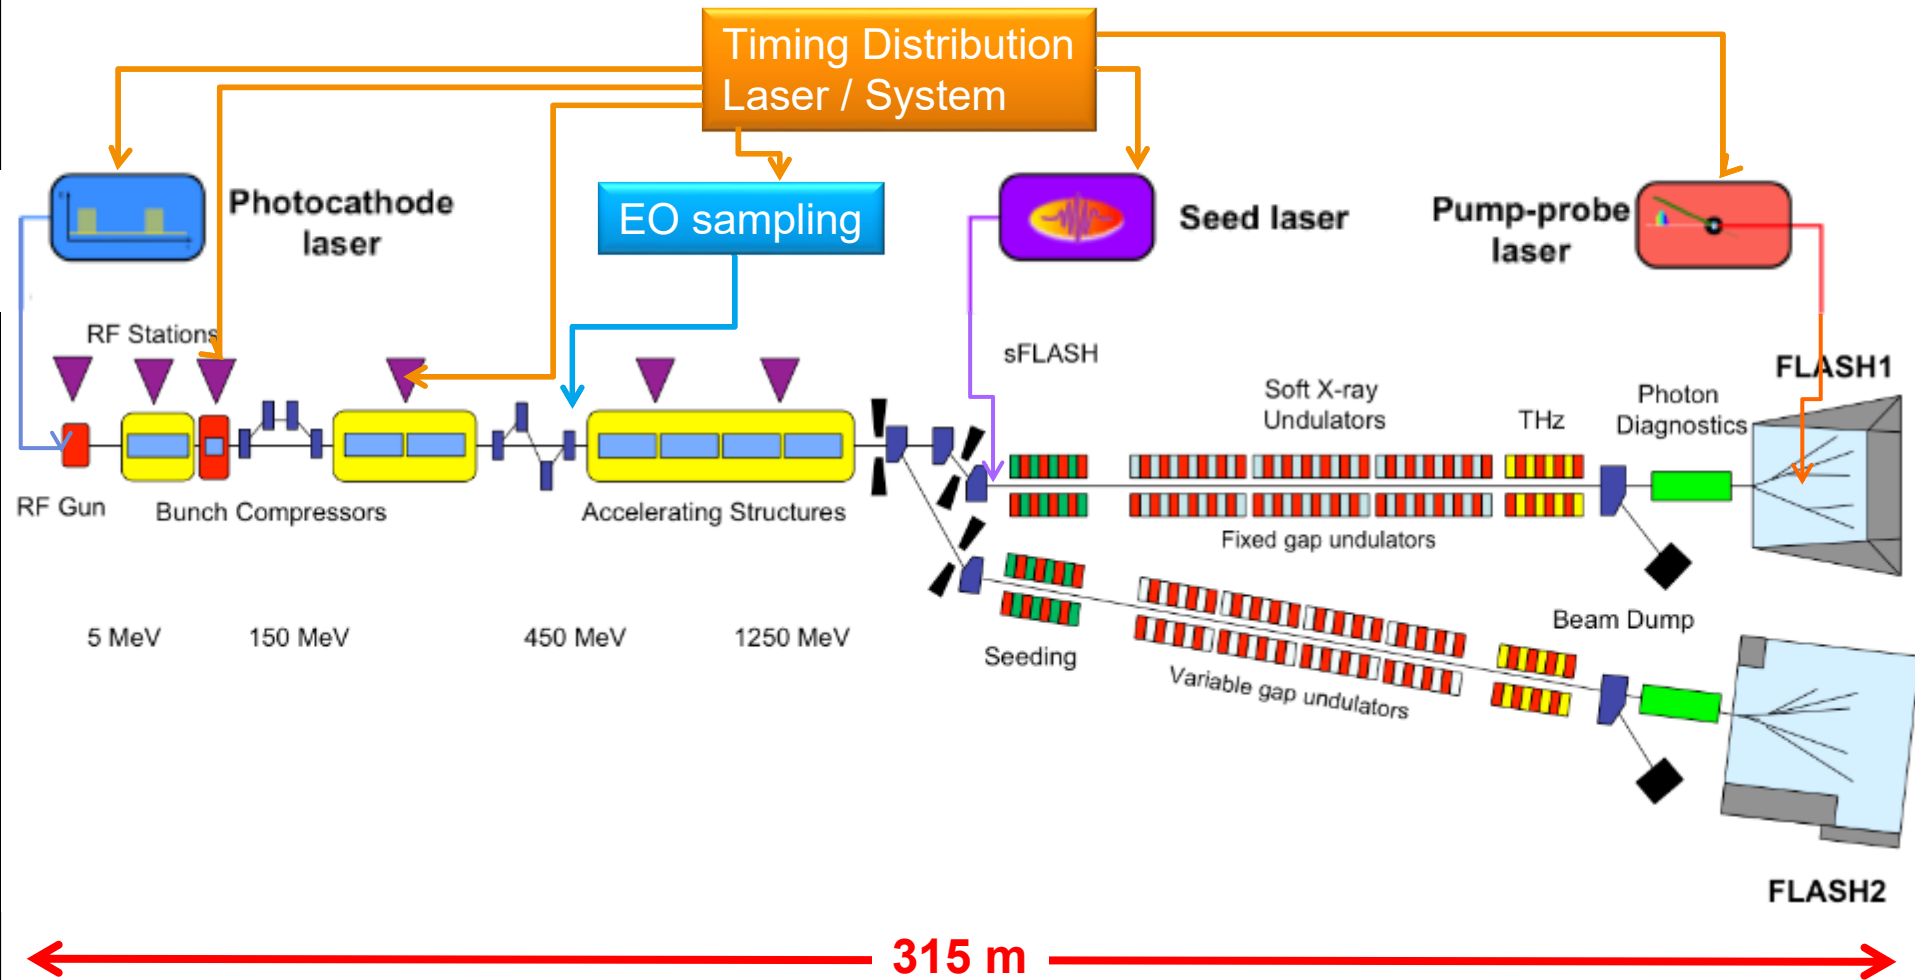 Timing Distribution
Laser / System
Photocathode
laser
EO sampling
Seed laser
Pump-probe
laser
RF Stations
sFLASH
Soft X-ray
Undulators
THz
Photon
Diagnostics
FLASH1
RF Gun
Bunch Compressors
Accelerating Structures
Fixed gap undulators
5 MeV
150 MeV
450 MeV
1250 MeV
Seeding
Variable gap undulators
Beam Dump
FLASH2
315 m